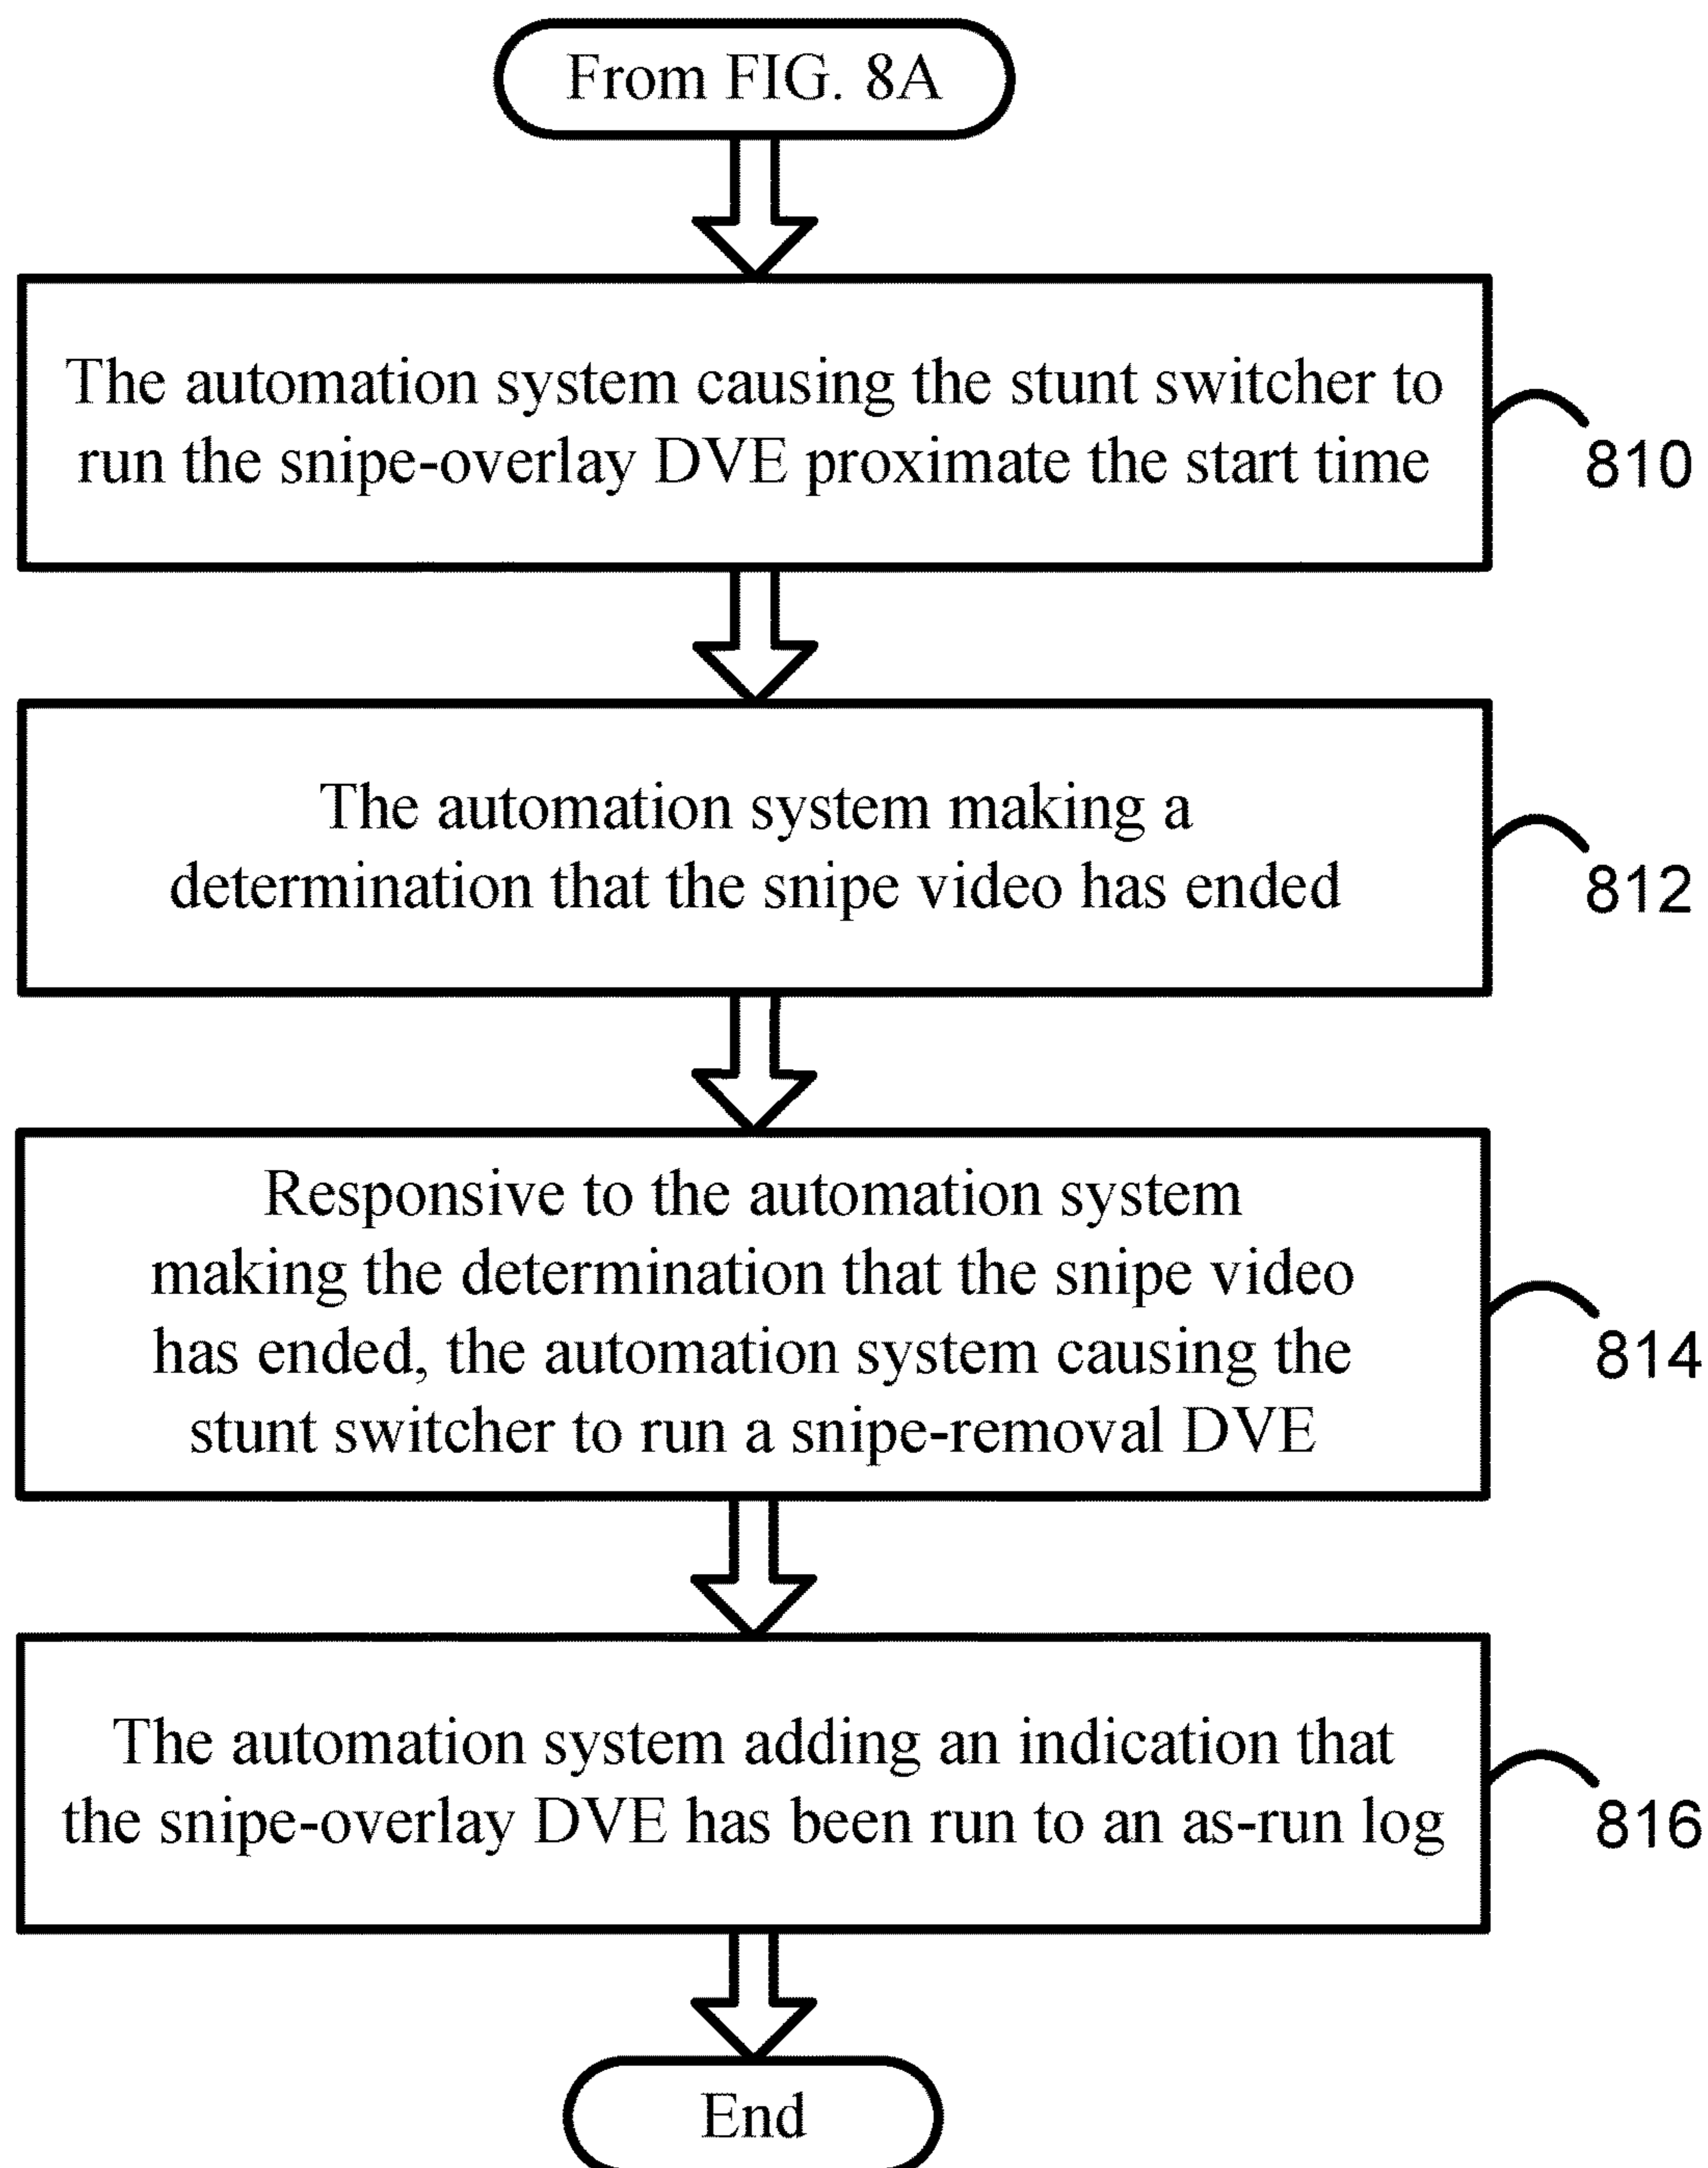 From FIG. 8A
The automation system causing the stunt switcher to
run the snipe-overlay DVE proximate the start time
810
The automation system making a
determination that the snipe video has ended
812
Responsive to the automation system
making the determination that the snipe video
has ended, the automation system causing the
stunt switcher to run a snipe-removal DVE
814
The automation system adding an indication that
the snipe-overlay DVE has been run to an as-run log
816
End